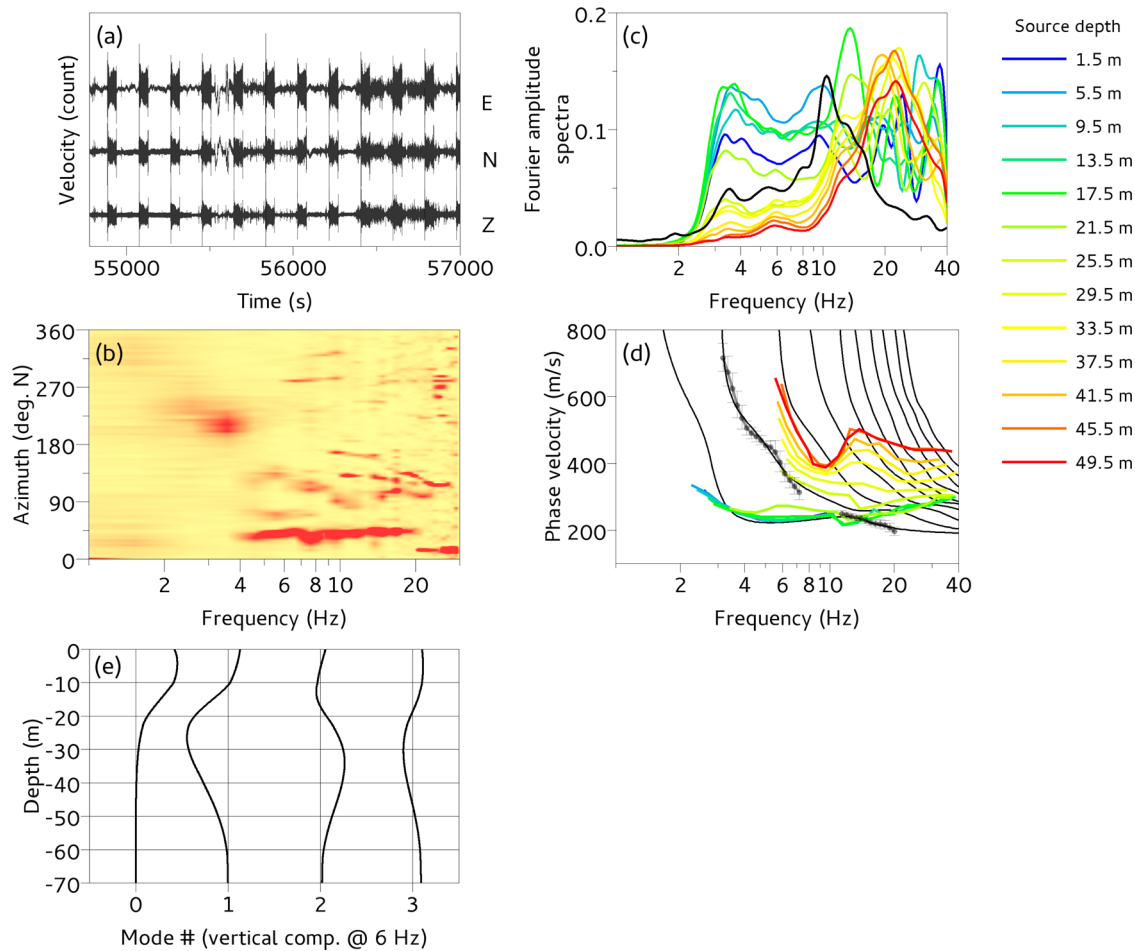 (a)
Velocity (count)
E
N
Z
55000 56000 57000
Time (s)
(c)
Fourier amplitude
spectra
0.2
0.1
0.0
2 4 6 8 10 20 40
Frequency (Hz)
Source depth
1.5 m
5.5 m
9.5 m
13.5 m
17.5 m
21.5 m
25.5 m
29.5 m
33.5 m
37.5 m
41.5 m
45.5 m
49.5 m
(b)
Azimuth (deg. N)
360
270
180
90
0
2 4 6 8 10 20
Frequency (Hz)
(d)
Phase velocity (m/s)
800
600
400
200
2 4 6 8 10 20 40
Frequency (Hz)
(e)
Depth (m)
0
-10
-20
-30
-40
-50
-60
-70
0 1 2 3
Mode # (vertical comp. @ 6 Hz)